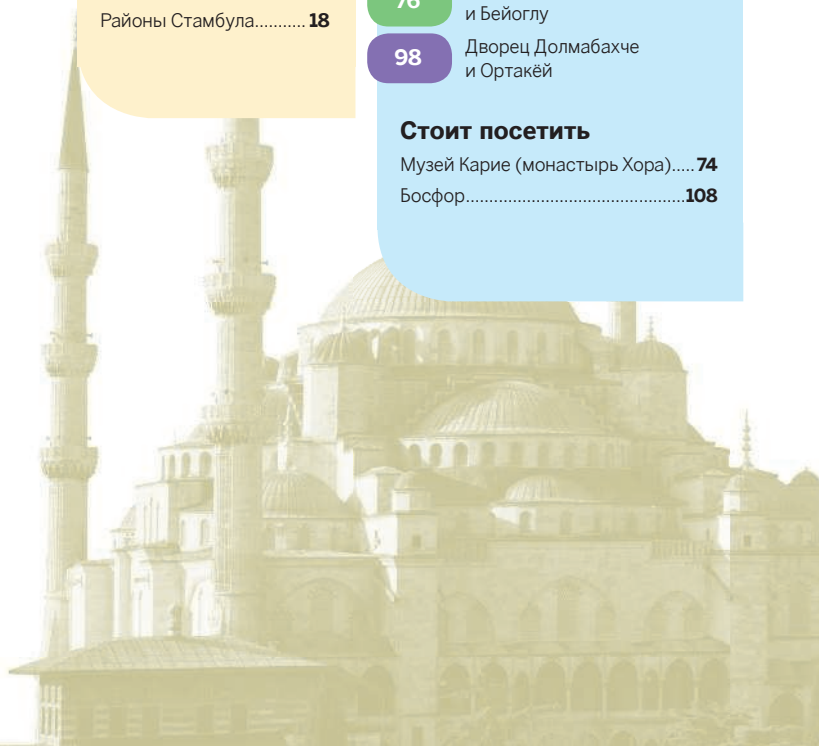 Районы Стамбула........... 18
76
и Бейоглу
98
Дворец Долмабахче
и Ортакёй
Стоит посетить
Музей Карие (монастырь Хора)..... 74
Босфор...............................................108